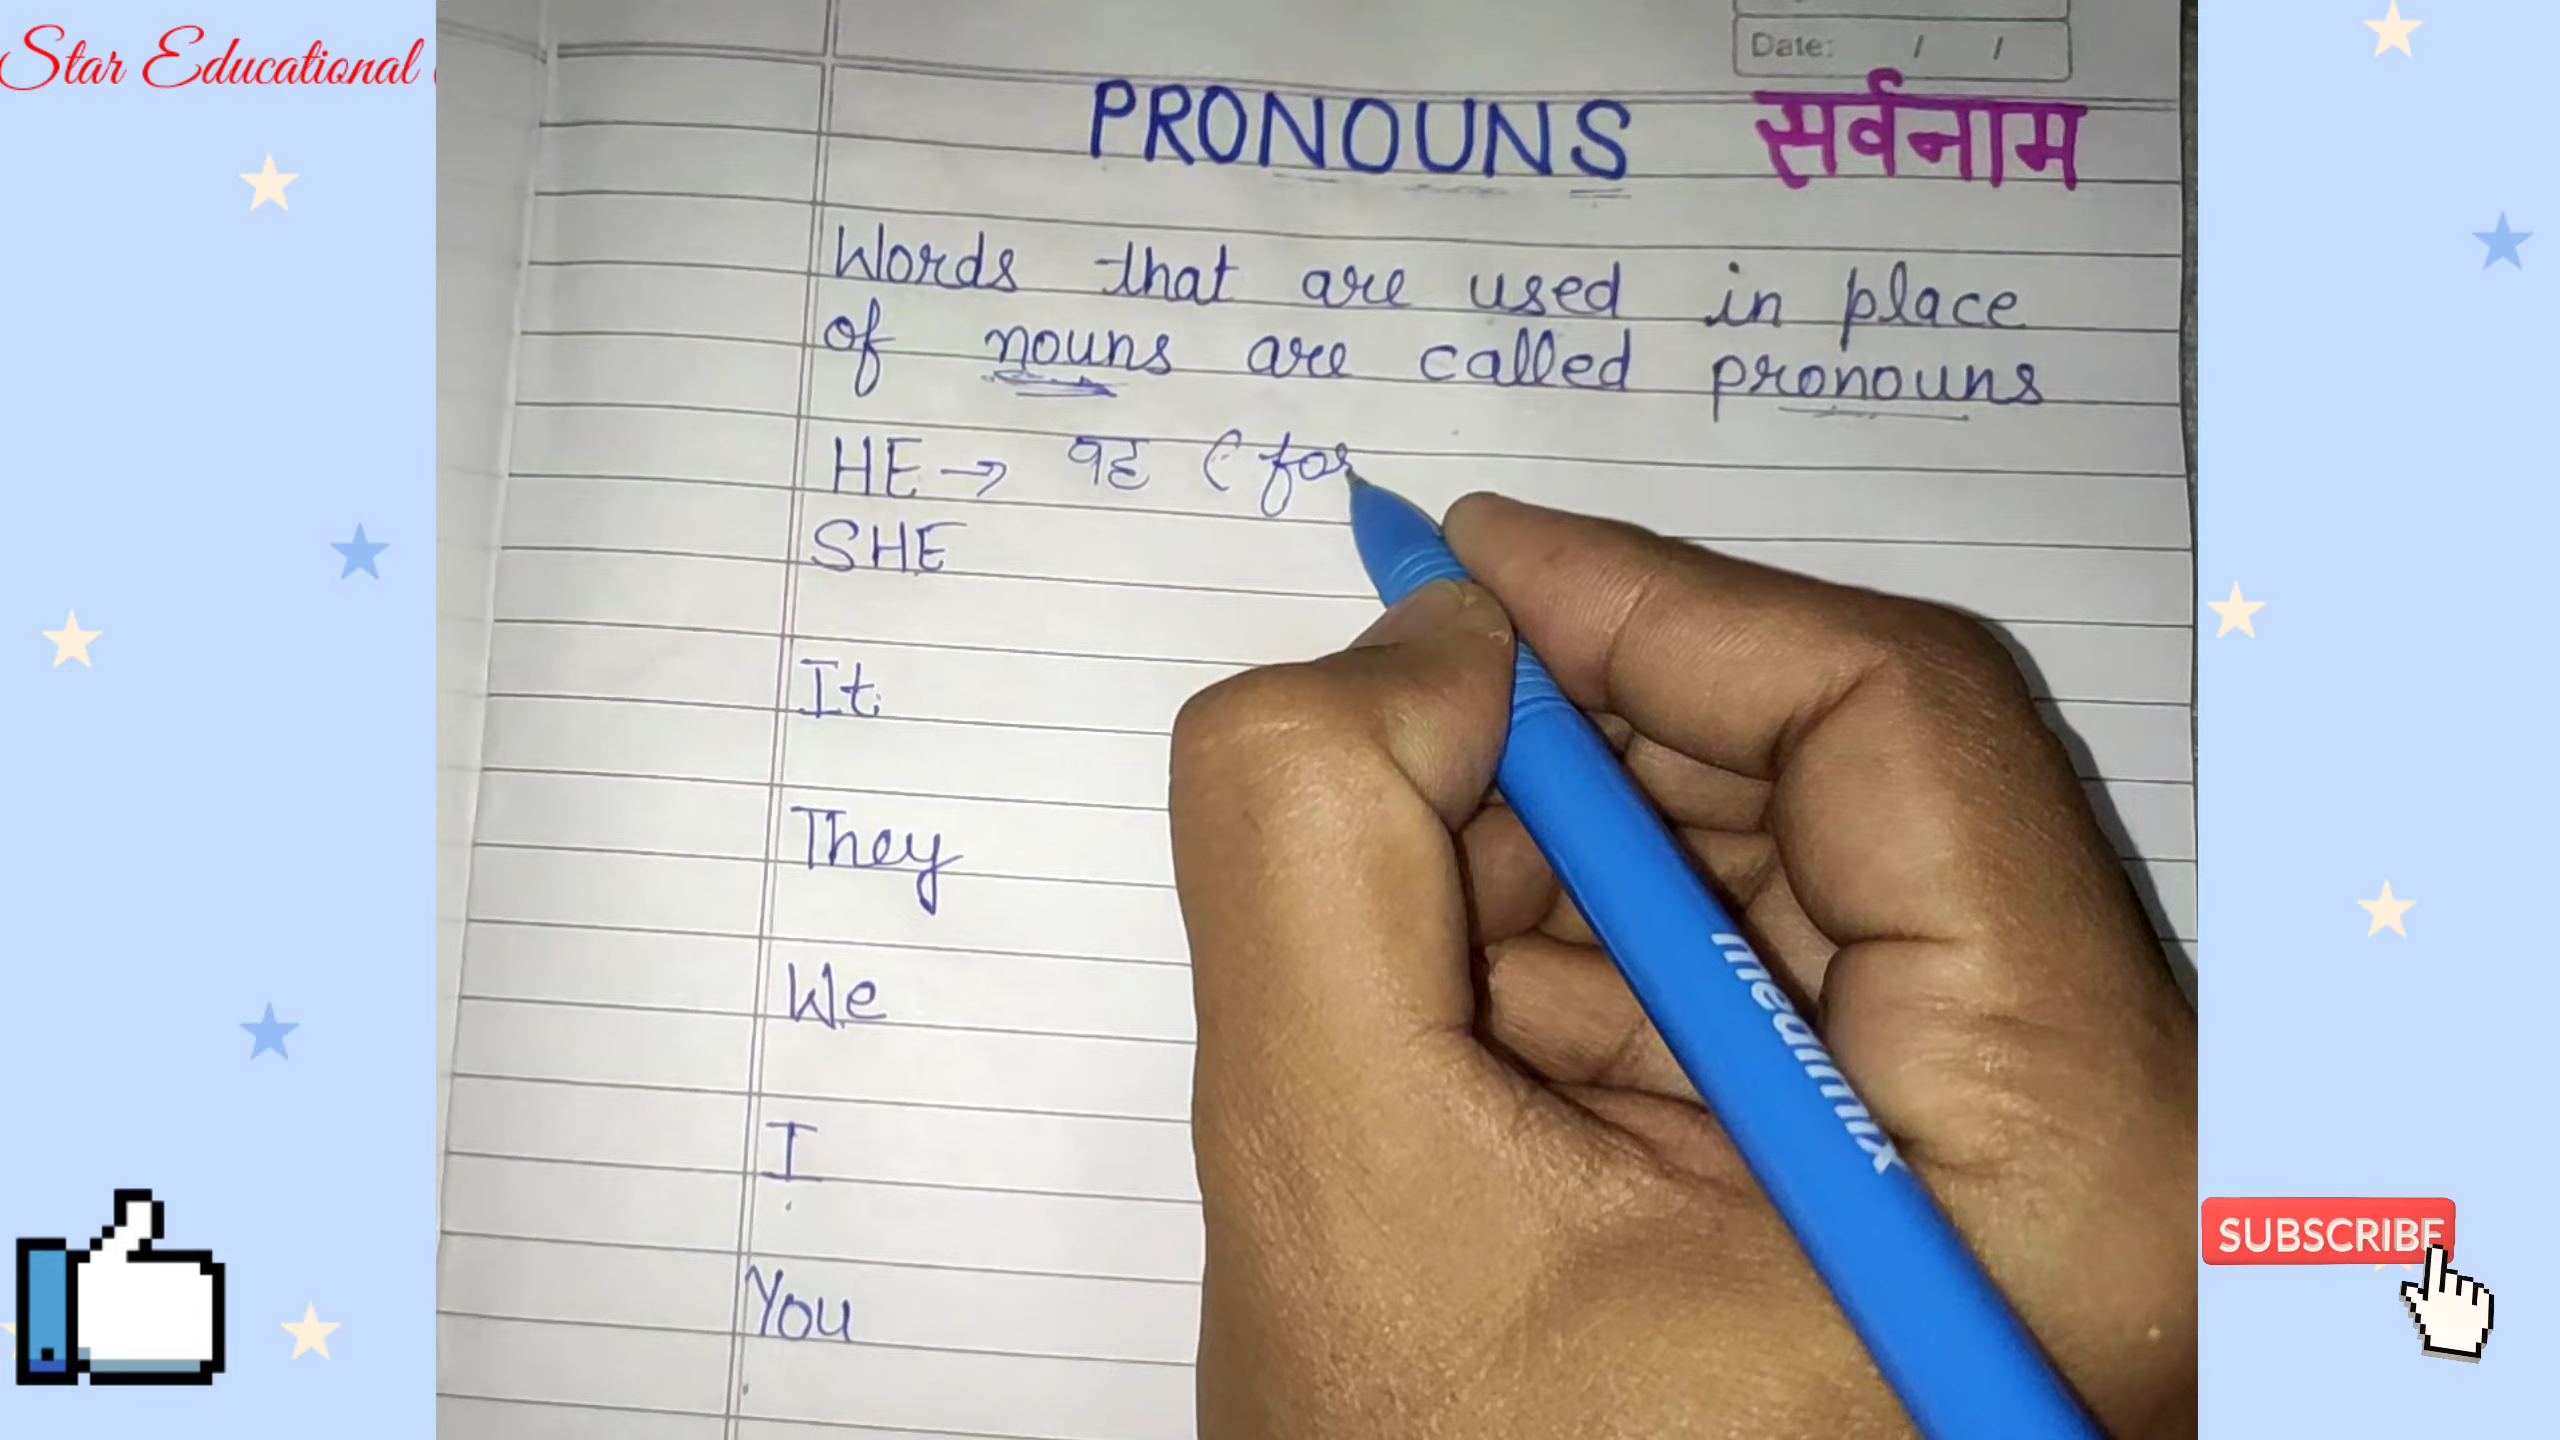 Star Educational
Date: / /
PRONOUNS सर्वनाम
Words that are used in place
of nouns are called pronouns
HE → वह (for
SHE
It
They
We
I
You
medimix
SUBSCRIBE